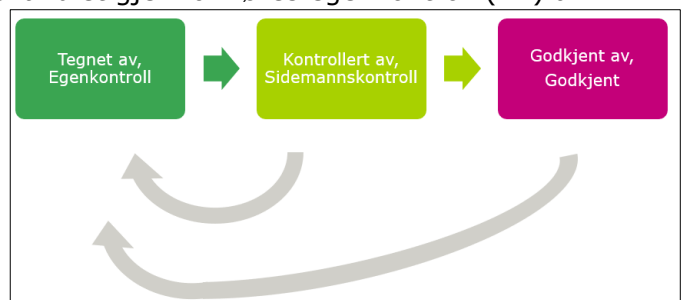 Tegnet av,
Egenkontroll
Kontrollert av,
Sidemannskontroll
Godkjent av,
Godkjent